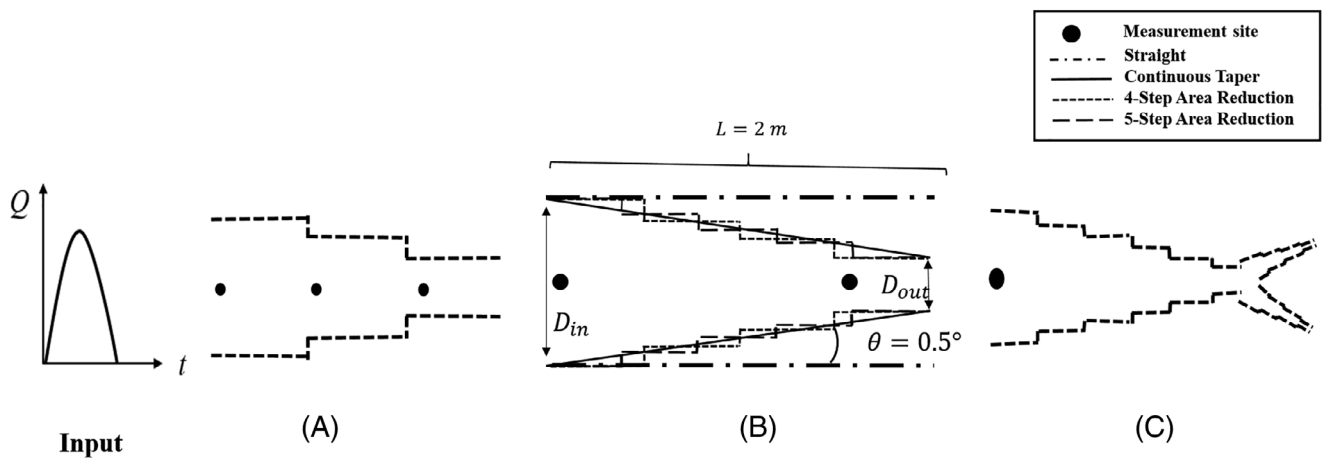 Measurement site
Straight
Continuous Taper
4-Step Area Reduction
5-Step Area Reduction
L = 2 m
Q
D_in
D_out
θ = 0.5°
t
Input
(A)
(B)
(C)